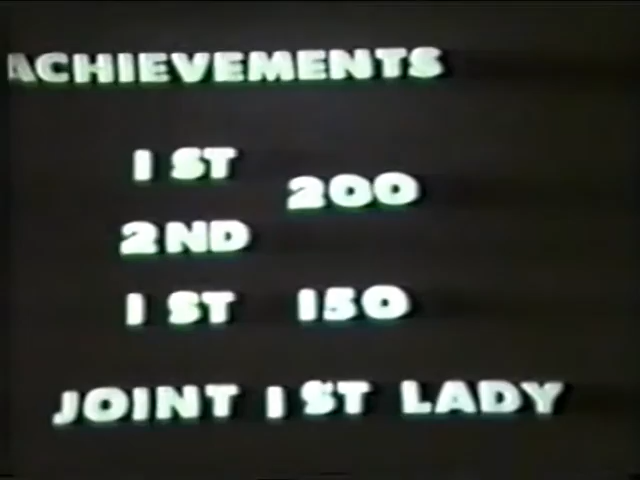 ACHIEVEMENTS
1 ST
200
2ND
1 ST 150
JOINT 1 ST LADY